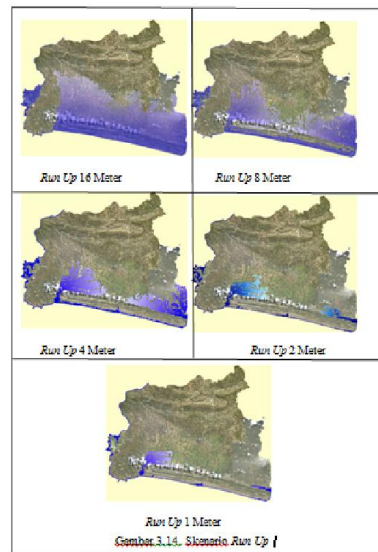 Run Up 16 Meter
Run Up 8 Meter
Run Up 4 Meter
Run Up 2 Meter
Run Up 1 Meter
Gambar 3.14. Skenario Run Up